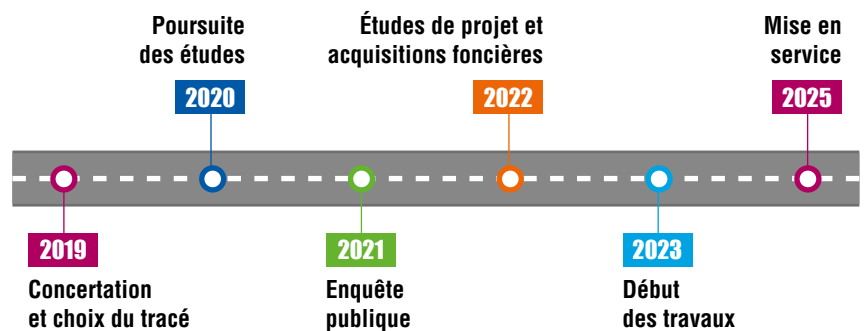 Poursuite
des études
2020
Études de projet et
acquisitions foncières
2022
Mise en
service
2025
2019
Concertation
et choix du tracé
2021
Enquête
publique
2023
Début
des travaux